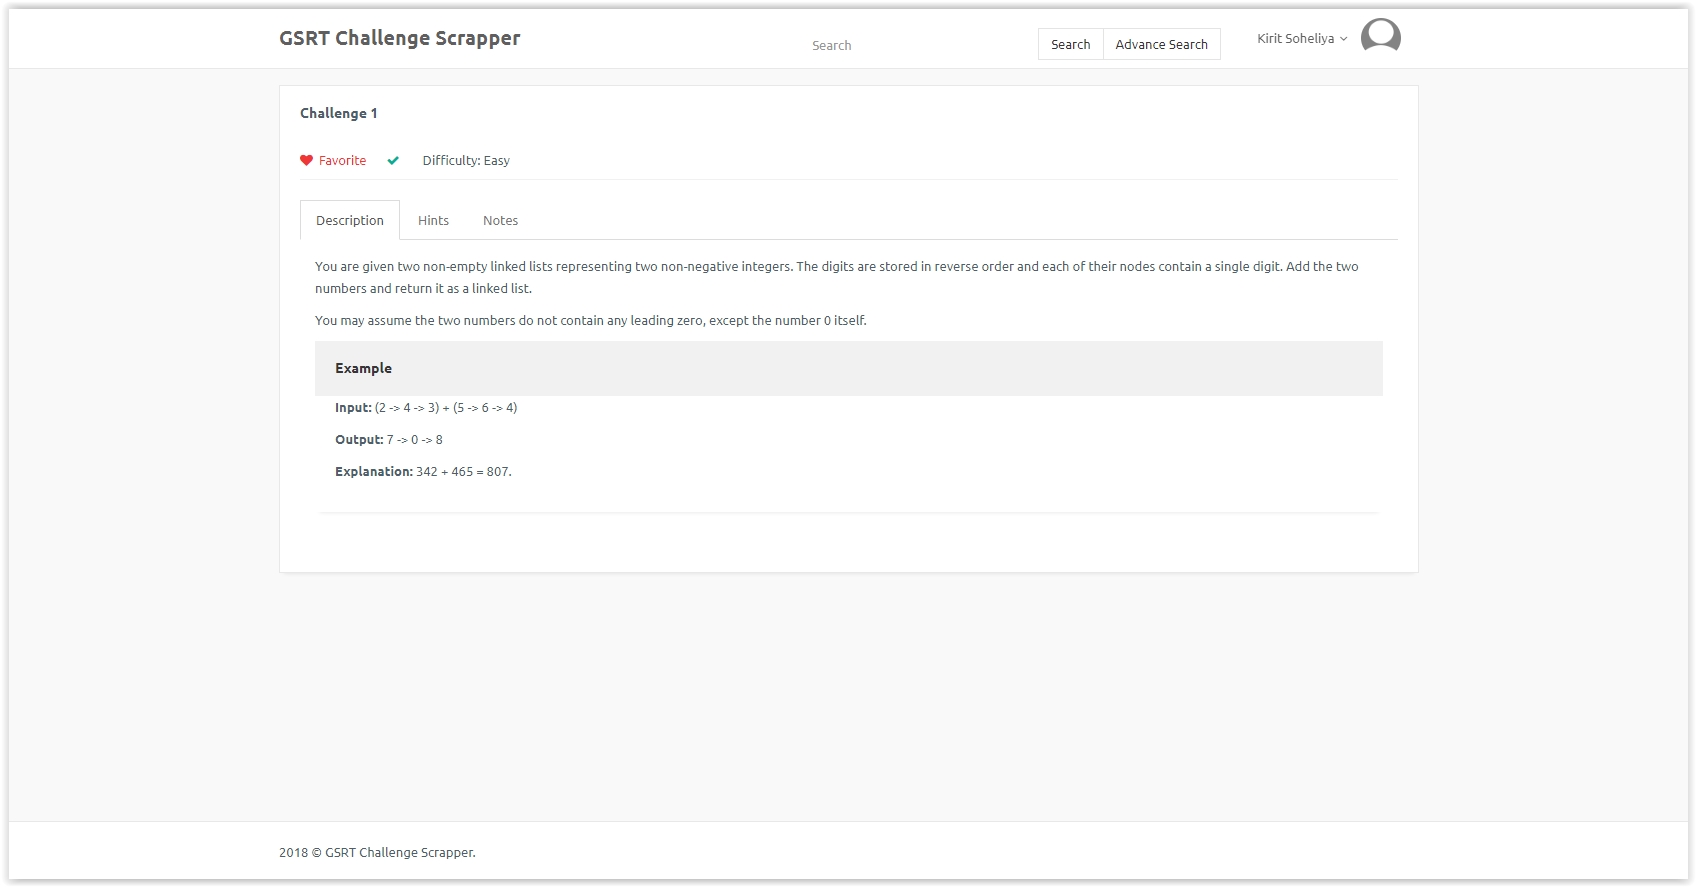 GSRT Challenge Scrapper
Search
Search
Advance Search
Kirit Soheliya
Challenge 1
Favorite
Difficulty: Easy
Description
Hints
Notes
You are given two non-empty linked lists representing two non-negative integers. The digits are stored in reverse order and each of their nodes contain a single digit. Add the two
numbers and return it as a linked list.
You may assume the two numbers do not contain any leading zero, except the number 0 itself.
Example
Input: (2 -> 4 -> 3) + (5 -> 6 -> 4)
Output: 7 -> 0 -> 8
Explanation: 342 + 465 = 807.
2018 © GSRT Challenge Scrapper.